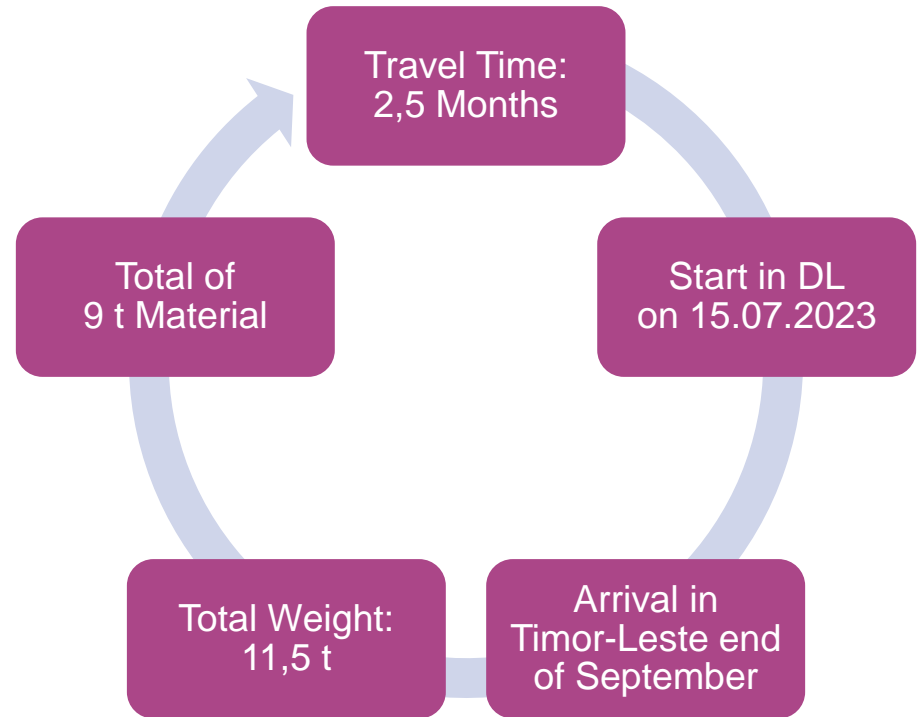 Travel Time:
2,5 Months
Start in DL
on 15.07.2023
Arrival in
Timor-Leste end
of September
Total Weight:
11,5 t
Total of
9 t Material